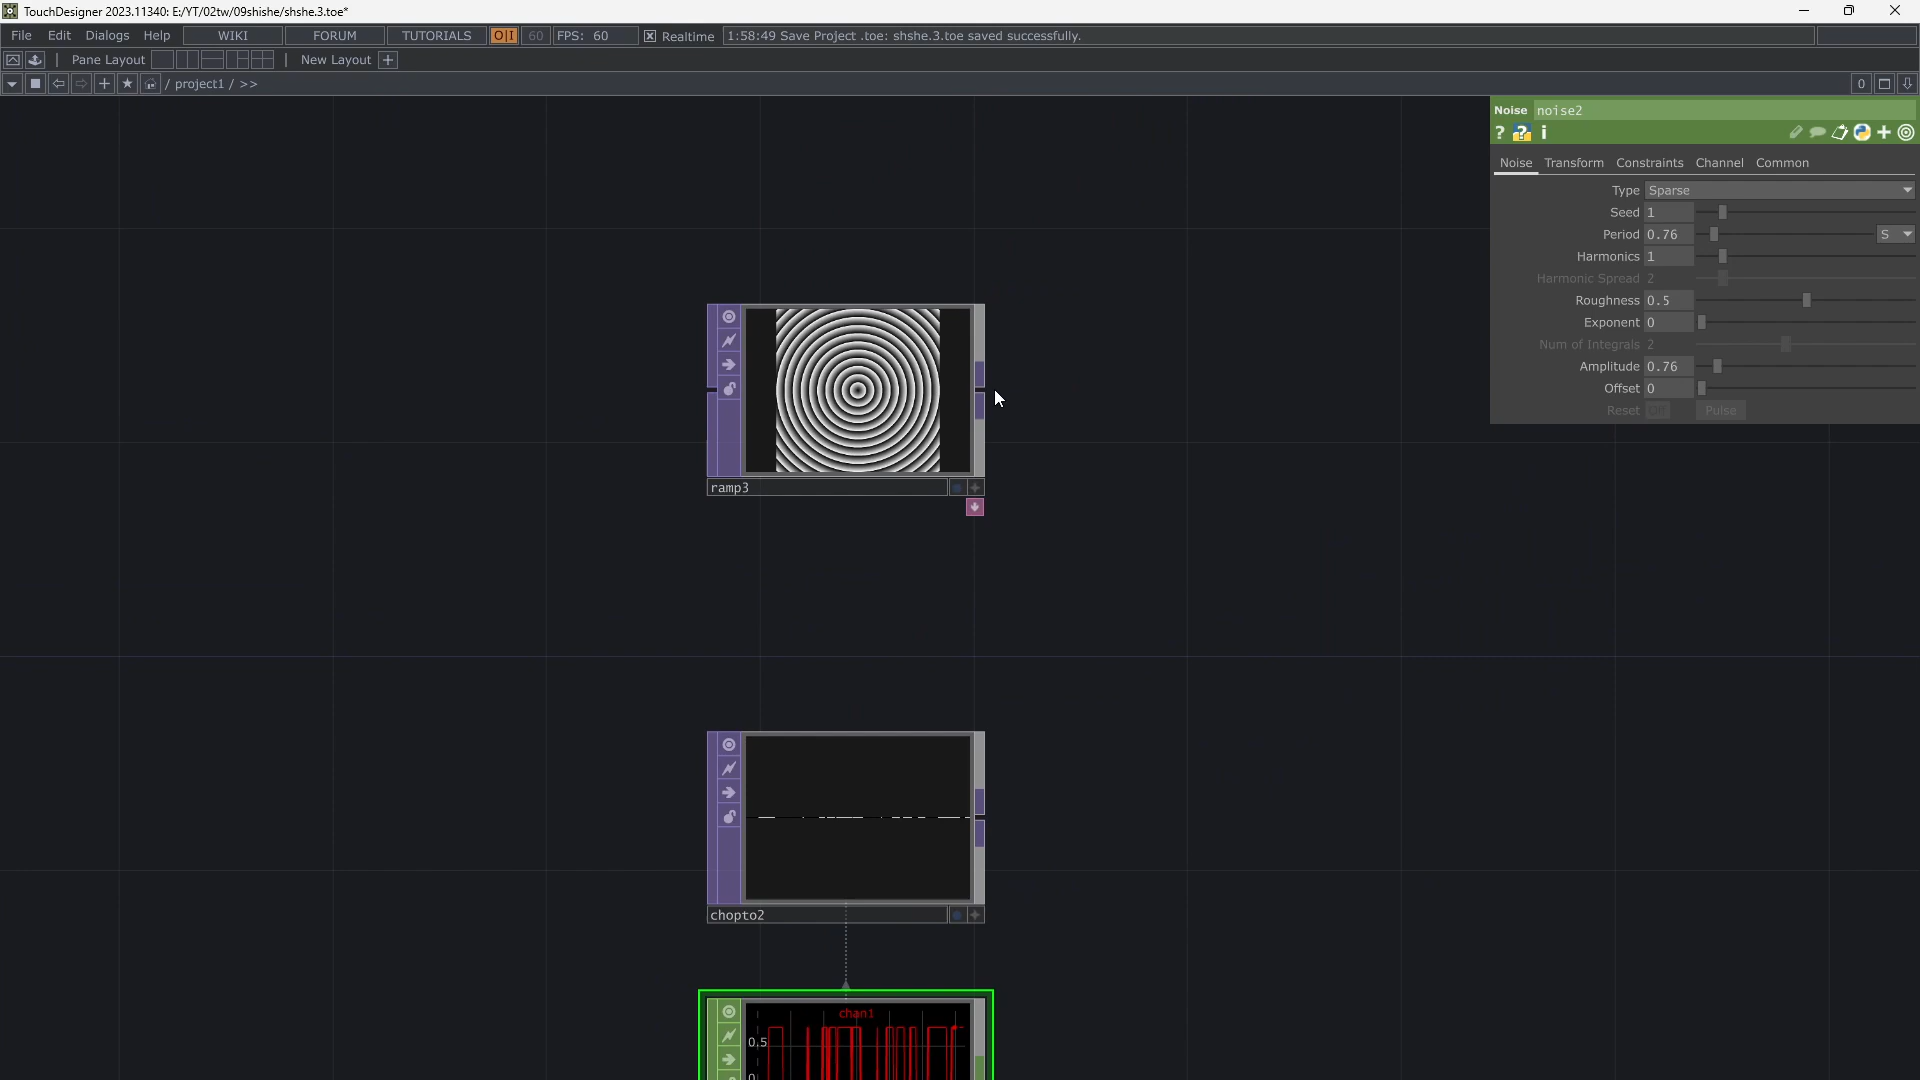 TouchDesigner 2023.11340: E:/YT/02tw/09shishe/shshe.3.toe*
File Edit Dialogs Help WIKI FORUM TUTORIALS O|I 60 FPS: 60 Realtime 1:58:49 Save Project .toe: shshe.3.toe saved successfully.
Pane Layout | New Layout +
/ project1 / >> 0
Noise noise2
? ? i
Noise Transform Constraints Channel Common
Type Sparse
Seed 1
Period 0.76 S
Harmonics 1
Harmonic Spread 2
Roughness 0.5
Exponent 0
Num of Integrals 2
Amplitude 0.76
Offset 0
Reset Off Pulse
ramp3
chopto2
chan1
0.5
0